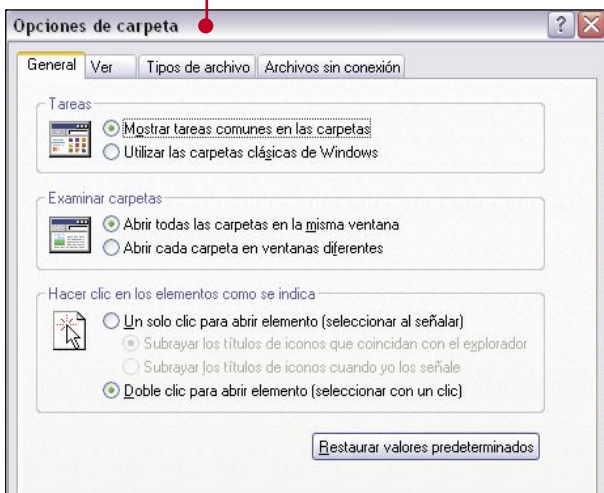 Opciones de carpeta
General Ver Tipos de archivo Archivos sin conexión
Tareas
Mostrar tareas comunes en las carpetas
Utilizar las carpetas clásicas de Windows
Examinar carpetas
Abrir todas las carpetas en la misma ventana
Abrir cada carpeta en ventanas diferentes
Hacer clic en los elementos como se indica
Un solo clic para abrir elemento (seleccionar al señalar)
Subrayar los títulos de iconos que coincidan con el explorador
Subrayar los títulos de iconos cuando yo los señale
Doble clic para abrir elemento (seleccionar con un clic)
Restaurar valores predeterminados